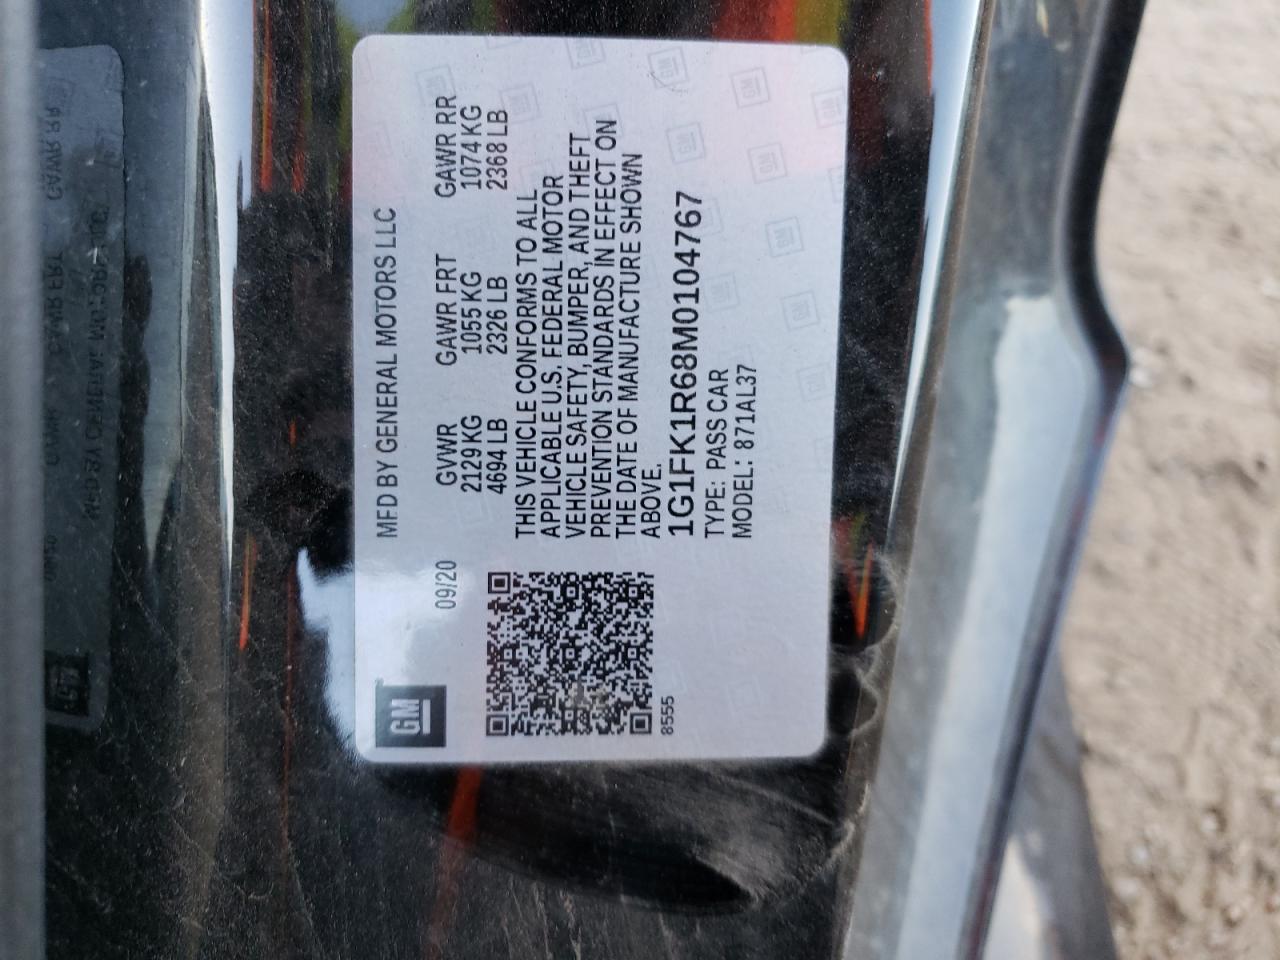 GM
MFD BY GENERAL MOTORS LLC
09/20
GVWR GAWR FRT GAWR RR
2129 KG 1055 KG 1074 KG
4694 LB 2326 LB 2368 LB
THIS VEHICLE CONFORMS TO ALL
APPLICABLE U.S. FEDERAL MOTOR
VEHICLE SAFETY, BUMPER, AND THEFT
PREVENTION STANDARDS IN EFFECT ON
THE DATE OF MANUFACTURE SHOWN
ABOVE.
8555
1G1FK1R68M0104767
TYPE: PASS CAR
MODEL: 871AL37